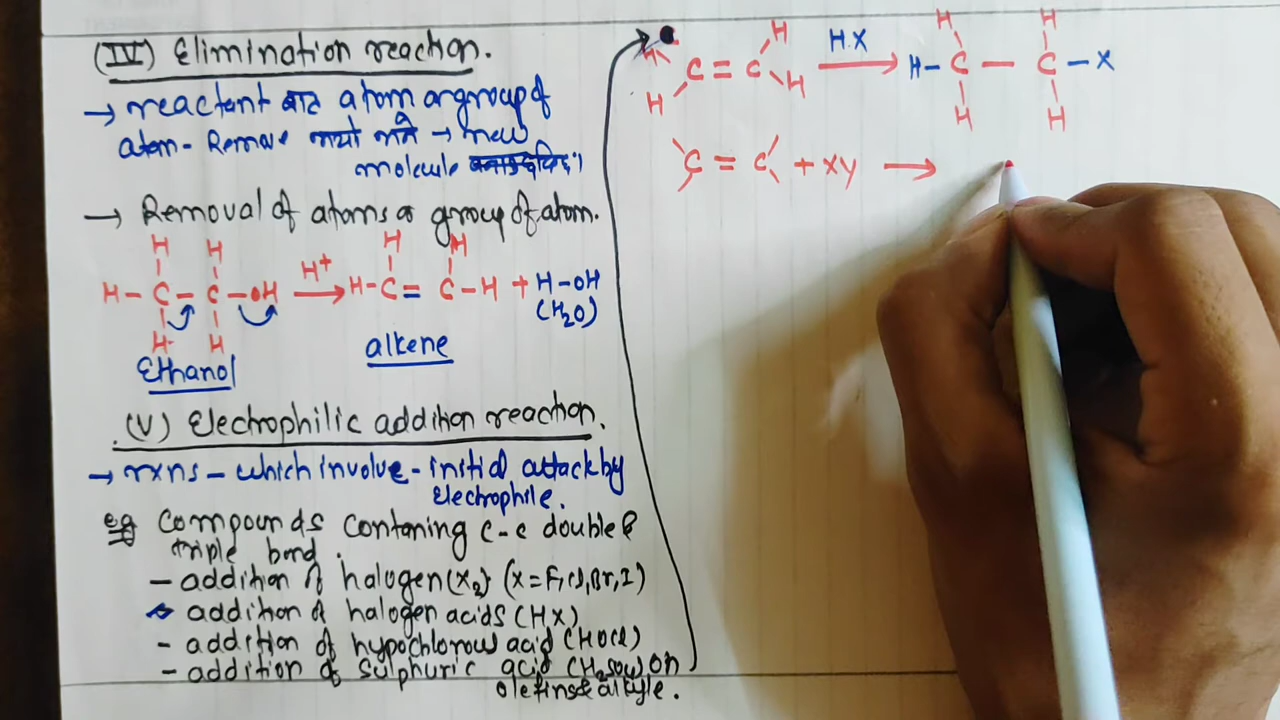 (IV) Elimination reaction.
→ reactant बाट atom or group of
atom - Remove गर्यो भने → new
molecule
→ Removal of atoms or group of atom.
H H H H
H-C-C-OH H+ → H-C=C-H + H-OH
H H (H2O)
Ethanol alkene
(V) Electrophilic addition reaction.
→ rxns - which involve - initial attack by
Electrophile.
eg Compounds Contaning C-C double &
triple bond.
- addition of halogen (X2) (X=F,Cl,Br,I)
addition of halogen acids (HX)
- addition of hypochlorous acid (HOCl)
- addition of Sulphuric acid (H2SO4) on
olefins &
H H H H
C=C H.X → H-C-C-X
H H H H
C=C + xy →